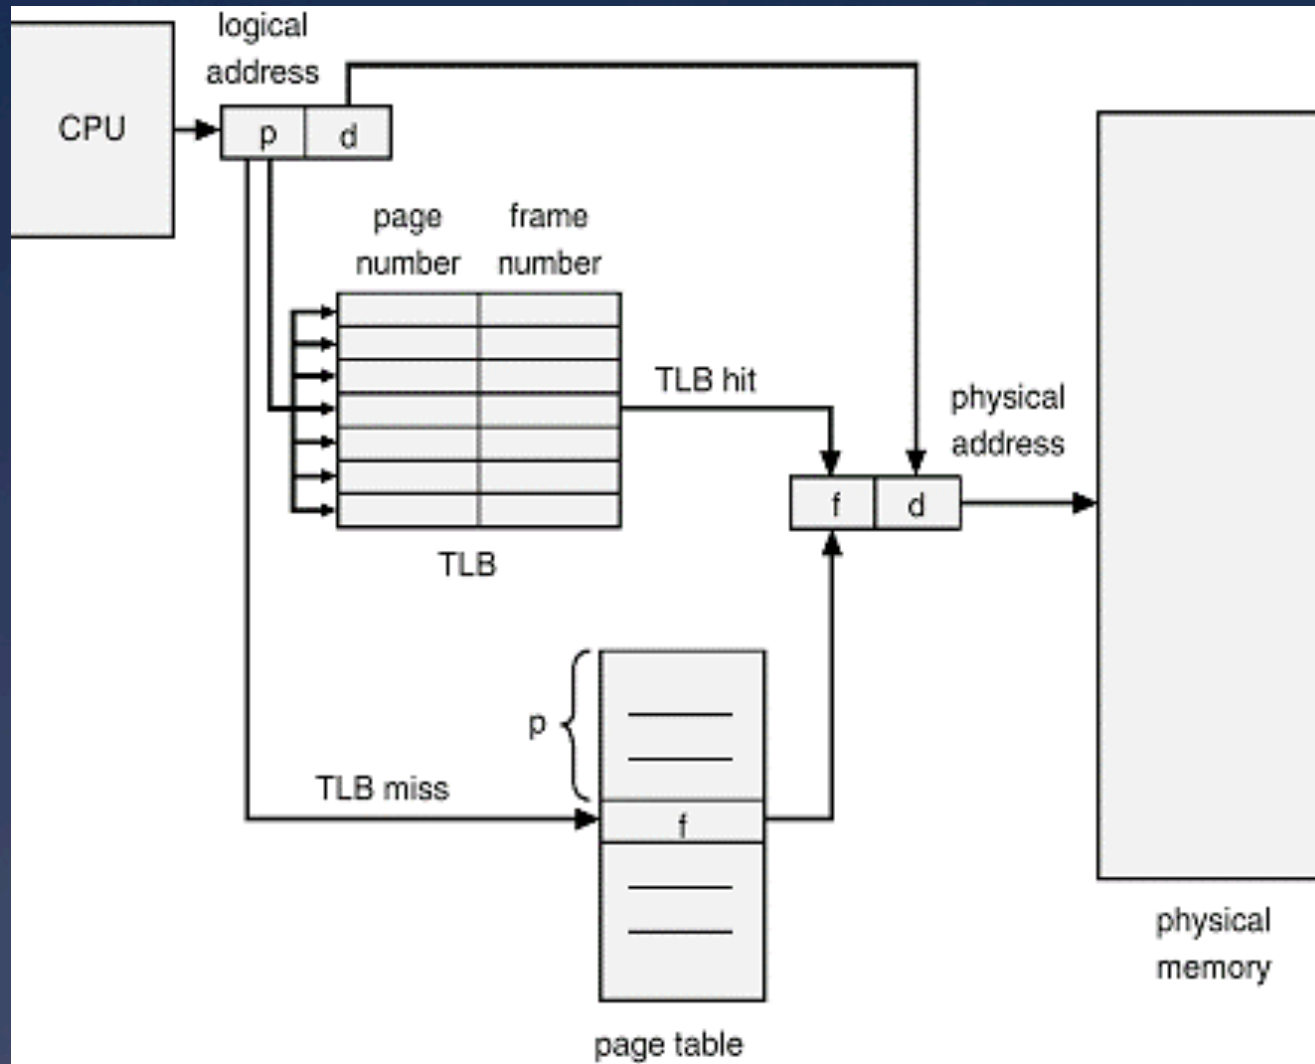 logical
address
CPU
p
d
page
number
frame
number
TLB hit
physical
address
f
d
TLB
p
TLB miss
f
physical
memory
page table